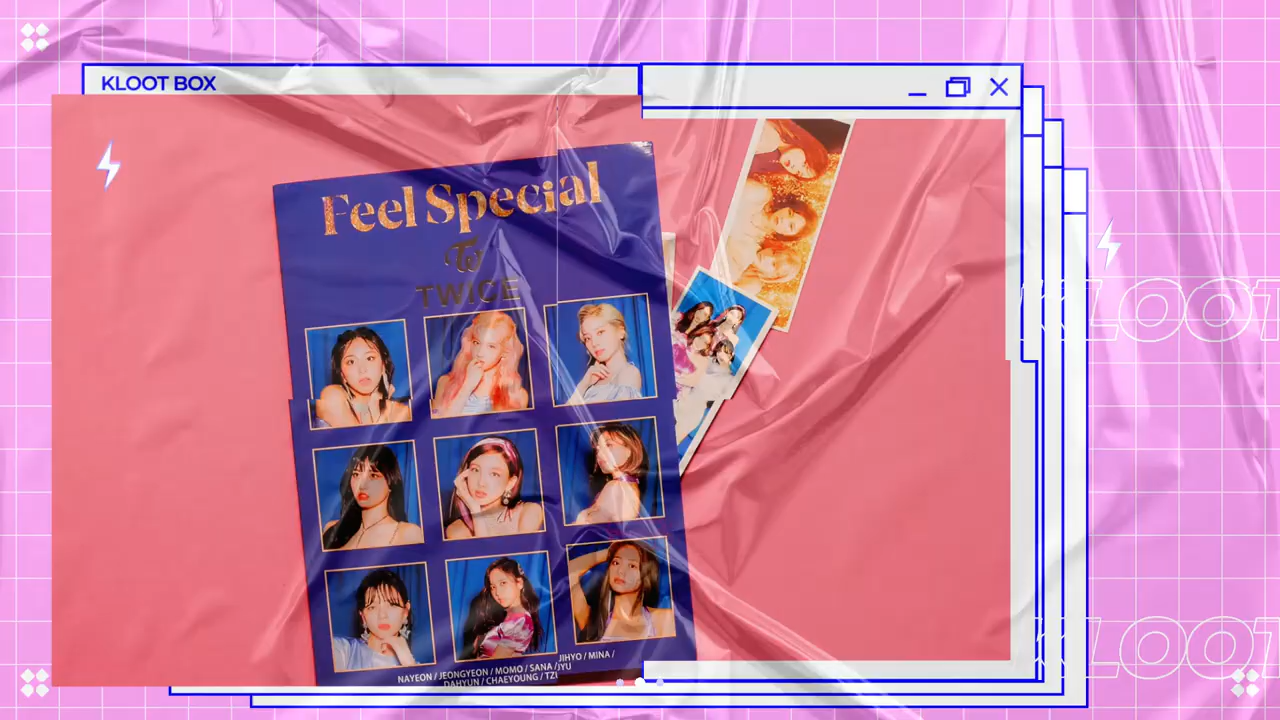 KLOOT BOX
Feel Special
TWICE
KLOOT
NAYEON / JEONGYEON / MOMO / SANA / JIHYO / MINA /
DAHYUN / CHAEYOUNG / TZUYU
KLOOT